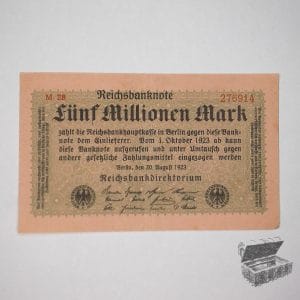 Reichsbanknote
M·28 276914
Fünf Millionen Mark
zahlt die Reichsbankhauptkasse in Berlin gegen diese Bank-
note dem Einlieferer. Vom 1. Oktober 1923 ab kann
diese Banknote aufgerufen und unter Umtausch gegen
andere gesetzliche Zahlungsmittel eingezogen werden
Berlin, den 20. August 1923
Reichsbankdirektorium